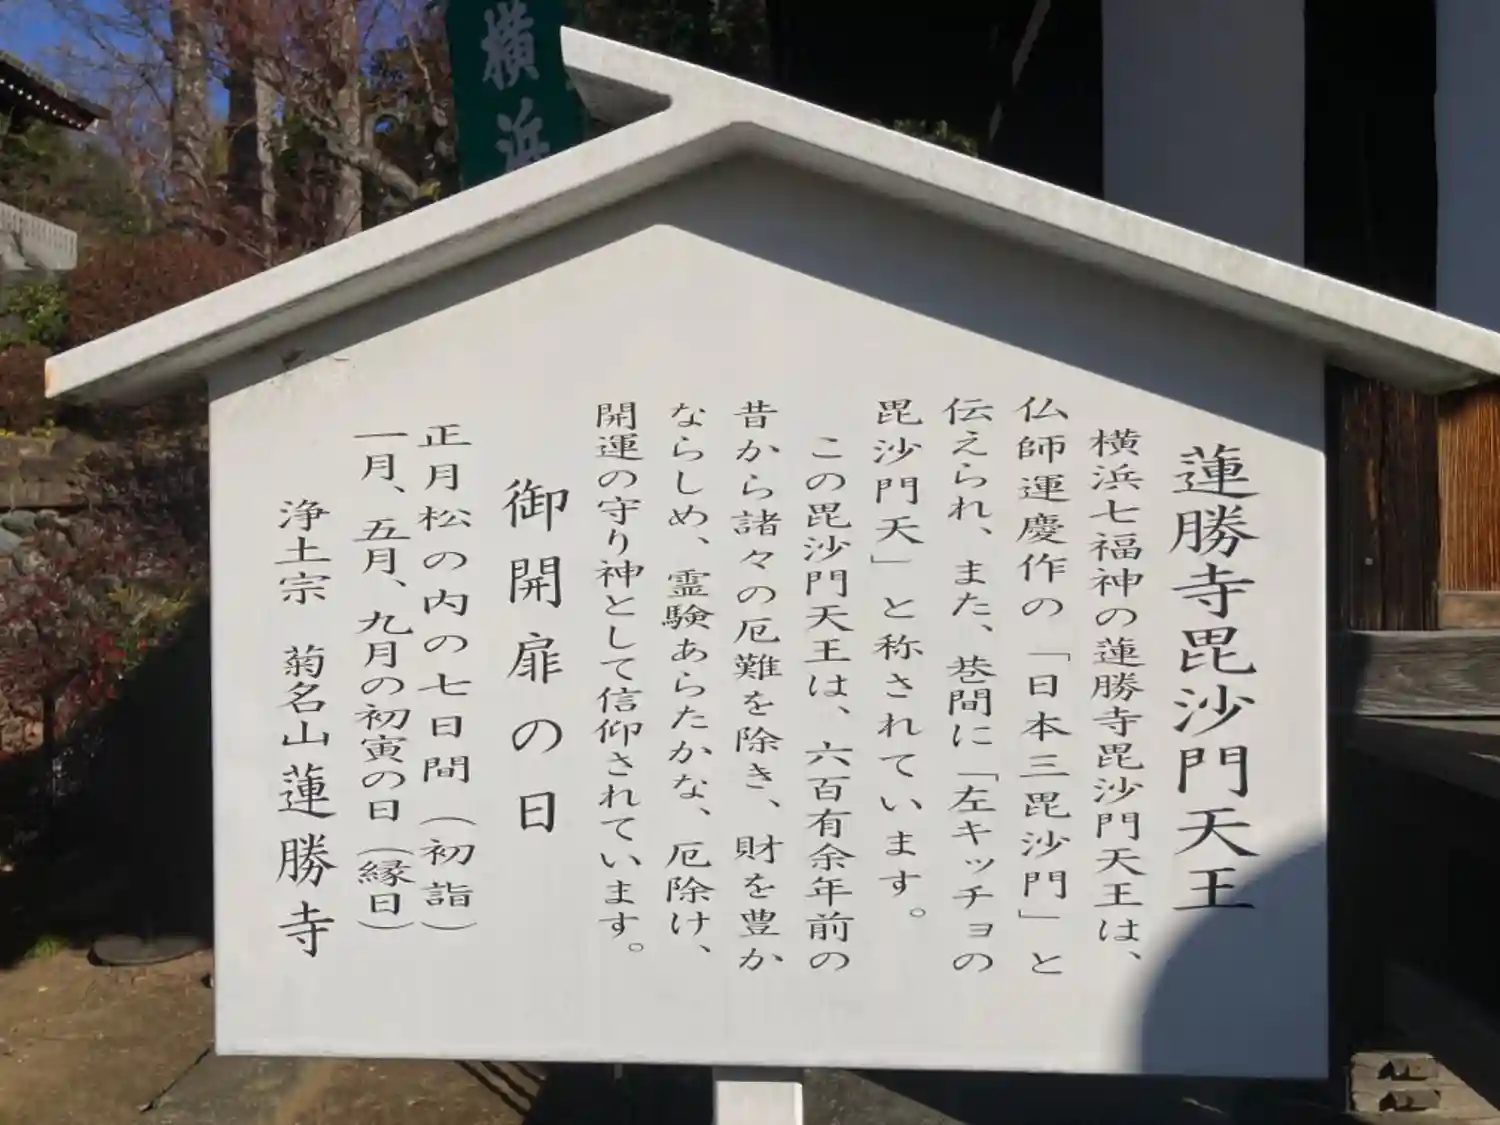 横浜
蓮勝寺毘沙門天王
横浜七福神の蓮勝寺毘沙門天王は、
仏師運慶作の「日本三毘沙門」と
伝えられ、また、巷間に「左キッチョの
毘沙門天」と称されています。
この毘沙門天王は、六百有余年前の
昔から諸々の厄難を除き、財を豊か
ならしめ、霊験あらたかな、厄除け、
開運の守り神として信仰されています。
御開扉の日
正月松の内の七日間（初詣）
一月、五月、九月の初寅の日（縁日）
浄土宗　菊名山蓮勝寺